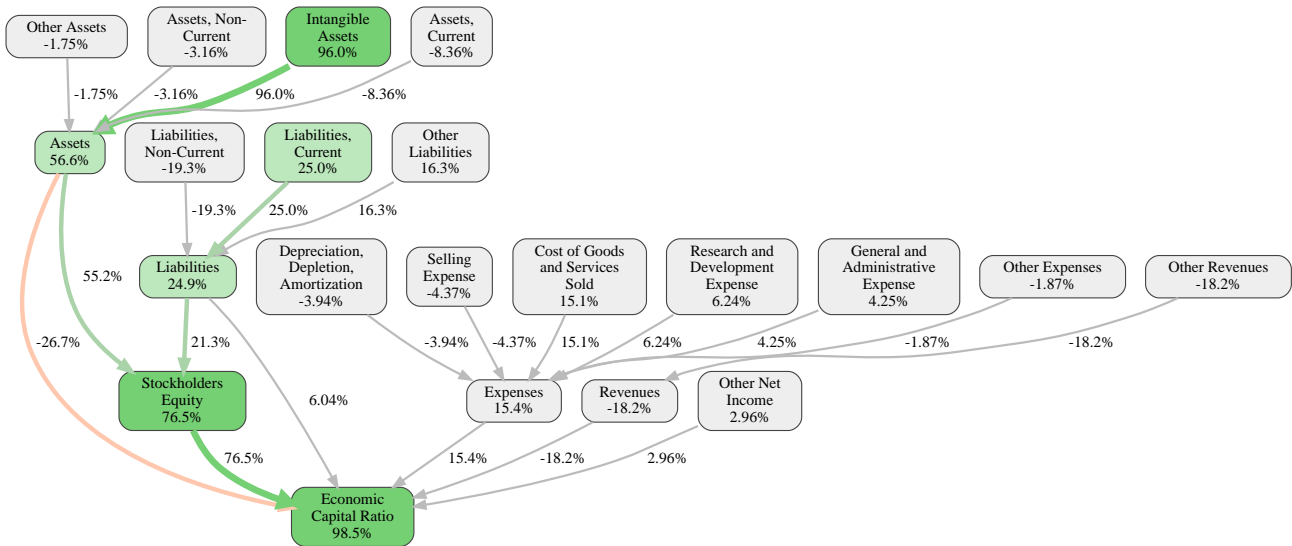 Other Assets
-1.75%
Assets, Non-
Current
-3.16%
Intangible
Assets
96.0%
Assets,
Current
-8.36%
-1.75%
-3.16%
96.0%
-8.36%
Assets
56.6%
Liabilities,
Non-Current
-19.3%
Liabilities,
Current
25.0%
Other
Liabilities
16.3%
-19.3%
25.0%
16.3%
Liabilities
24.9%
Depreciation,
Depletion,
Amortization
-3.94%
Selling
Expense
-4.37%
Cost of Goods
and Services
Sold
15.1%
Research and
Development
Expense
6.24%
General and
Administrative
Expense
4.25%
Other Expenses
-1.87%
Other Revenues
-18.2%
55.2%
-26.7%
21.3%
-3.94%
-4.37%
15.1%
6.24%
4.25%
-1.87%
-18.2%
Stockholders
Equity
76.5%
6.04%
Expenses
15.4%
Revenues
-18.2%
Other Net
Income
2.96%
76.5%
15.4%
-18.2%
2.96%
Economic
Capital Ratio
98.5%